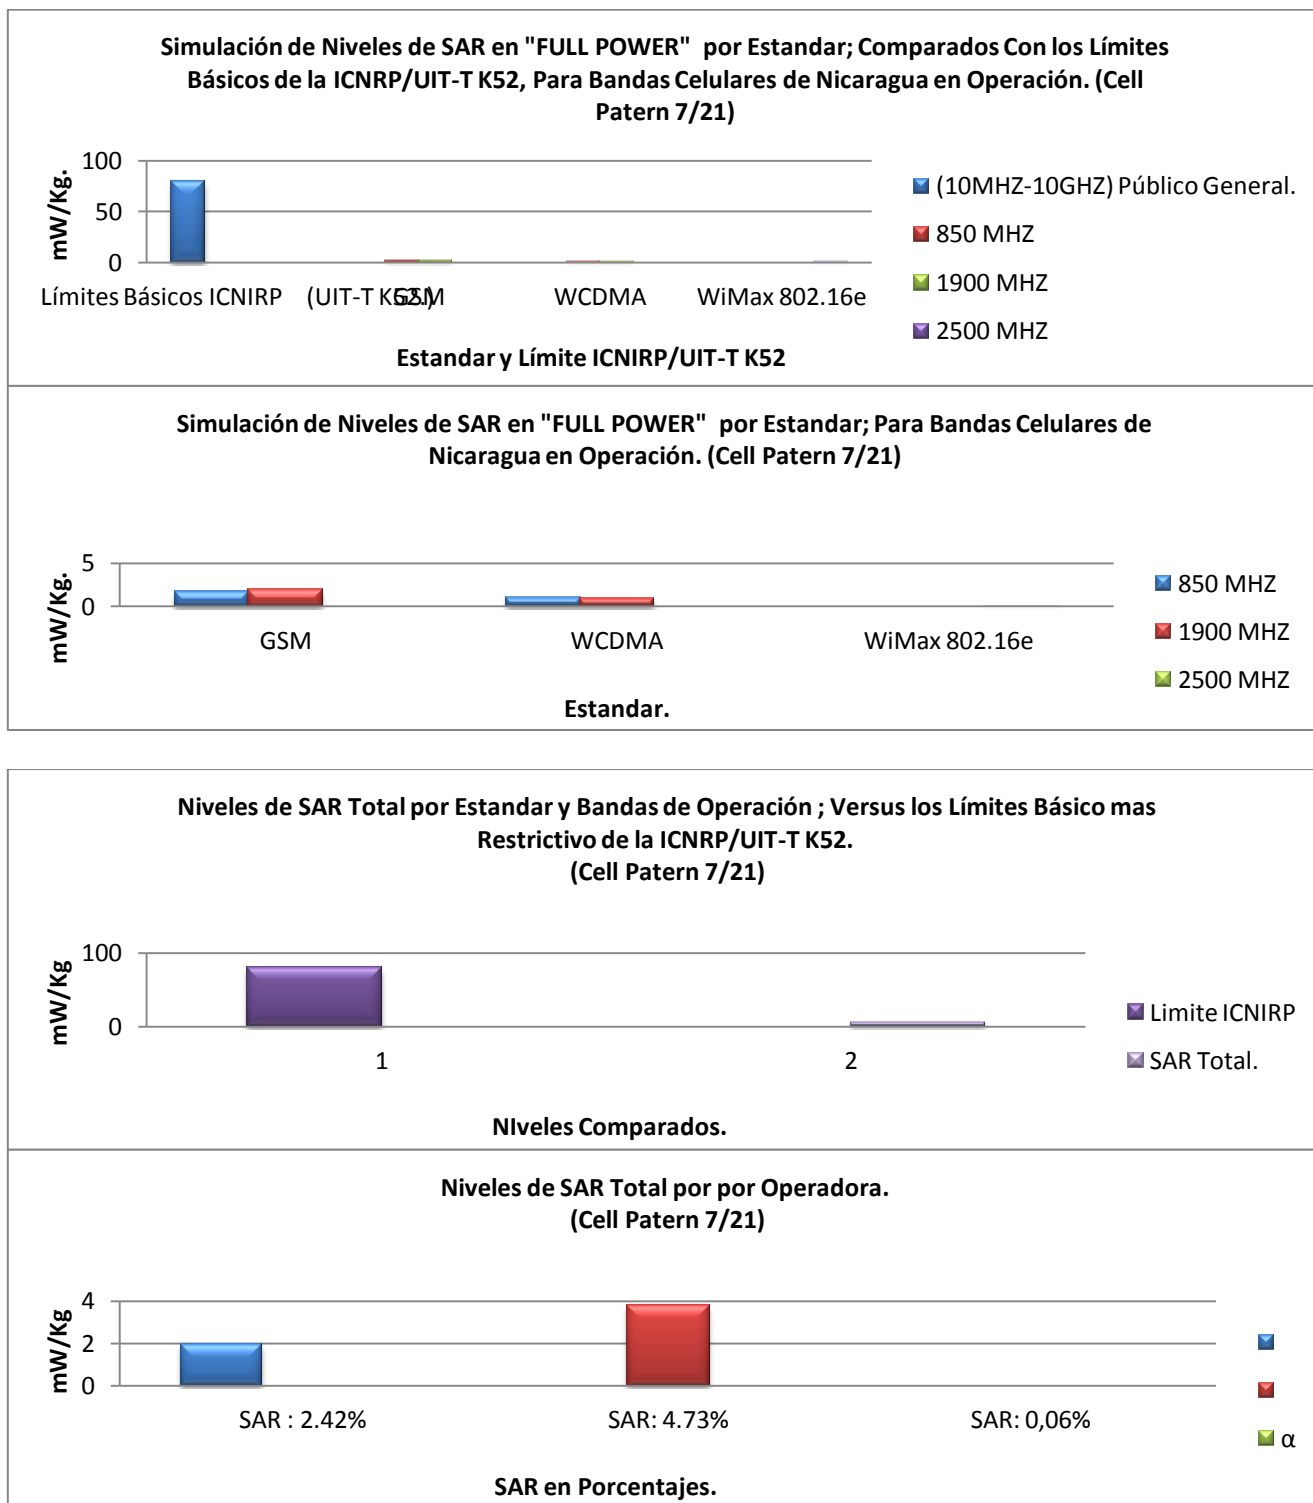 Simulación de Niveles de SAR en "FULL POWER" por Estandar; Comparados Con los Límites
Básicos de la ICNRP/UIT-T K52, Para Bandas Celulares de Nicaragua en Operación. (Cell
Patern 7/21)
mW/Kg.
100
50
0
Límites Básicos ICNIRP (UIT-T K52.) GSM WCDMA WiMax 802.16e
Estandar y Límite ICNIRP/UIT-T K52
(10MHZ-10GHZ) Público General.
850 MHZ
1900 MHZ
2500 MHZ
Simulación de Niveles de SAR en "FULL POWER" por Estandar; Para Bandas Celulares de
Nicaragua en Operación. (Cell Patern 7/21)
mW/Kg.
5
0
GSM WCDMA WiMax 802.16e
Estandar.
850 MHZ
1900 MHZ
2500 MHZ
Niveles de SAR Total por Estandar y Bandas de Operación ; Versus los Límites Básico mas
Restrictivo de la ICNRP/UIT-T K52.
(Cell Patern 7/21)
mW/Kg
100
0
1 2
NIveles Comparados.
Limite ICNIRP
SAR Total.
Niveles de SAR Total por por Operadora.
(Cell Patern 7/21)
mW/Kg
4
2
0
SAR : 2.42% SAR: 4.73% SAR: 0,06%
SAR en Porcentajes.
α